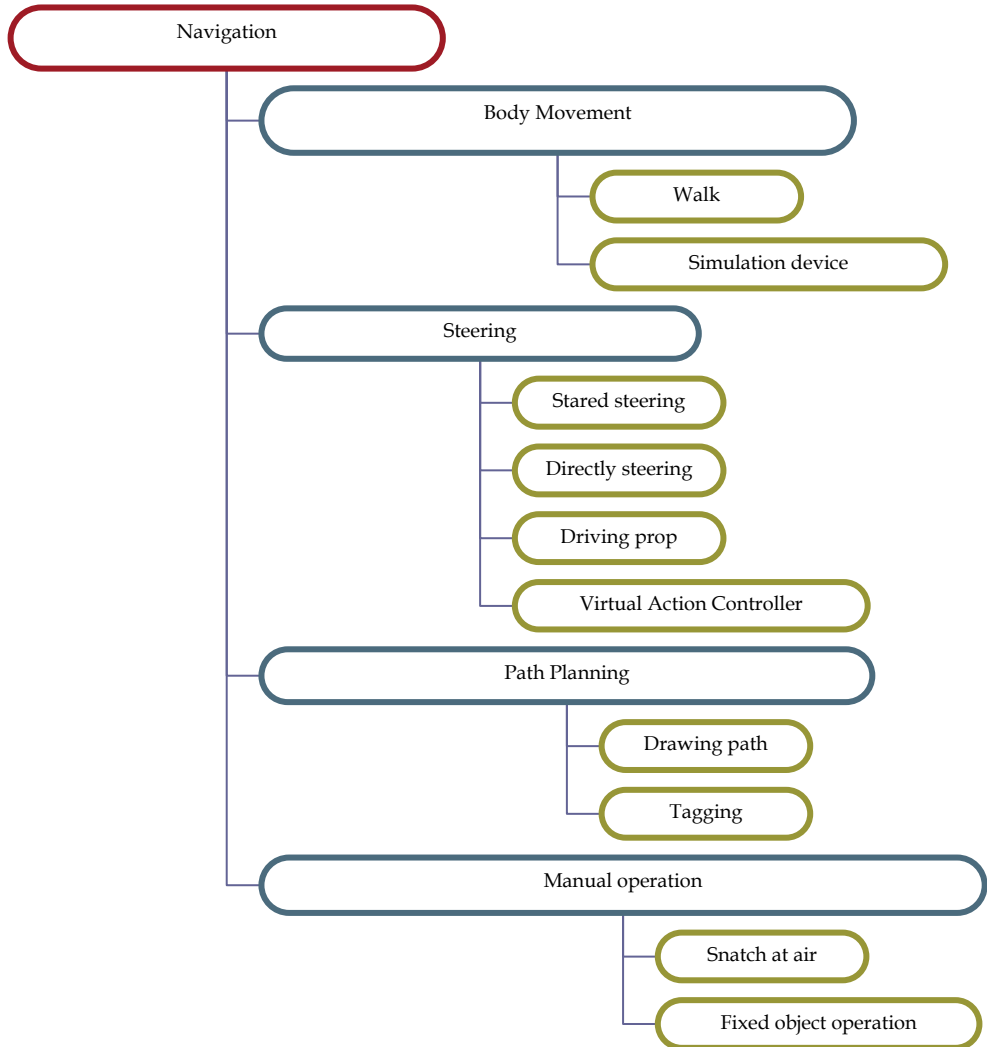 Navigation
Body Movement
Walk
Simulation device
Steering
Stared steering
Directly steering
Driving prop
Virtual Action Controller
Path Planning
Drawing path
Tagging
Manual operation
Snatch at air
Fixed object operation